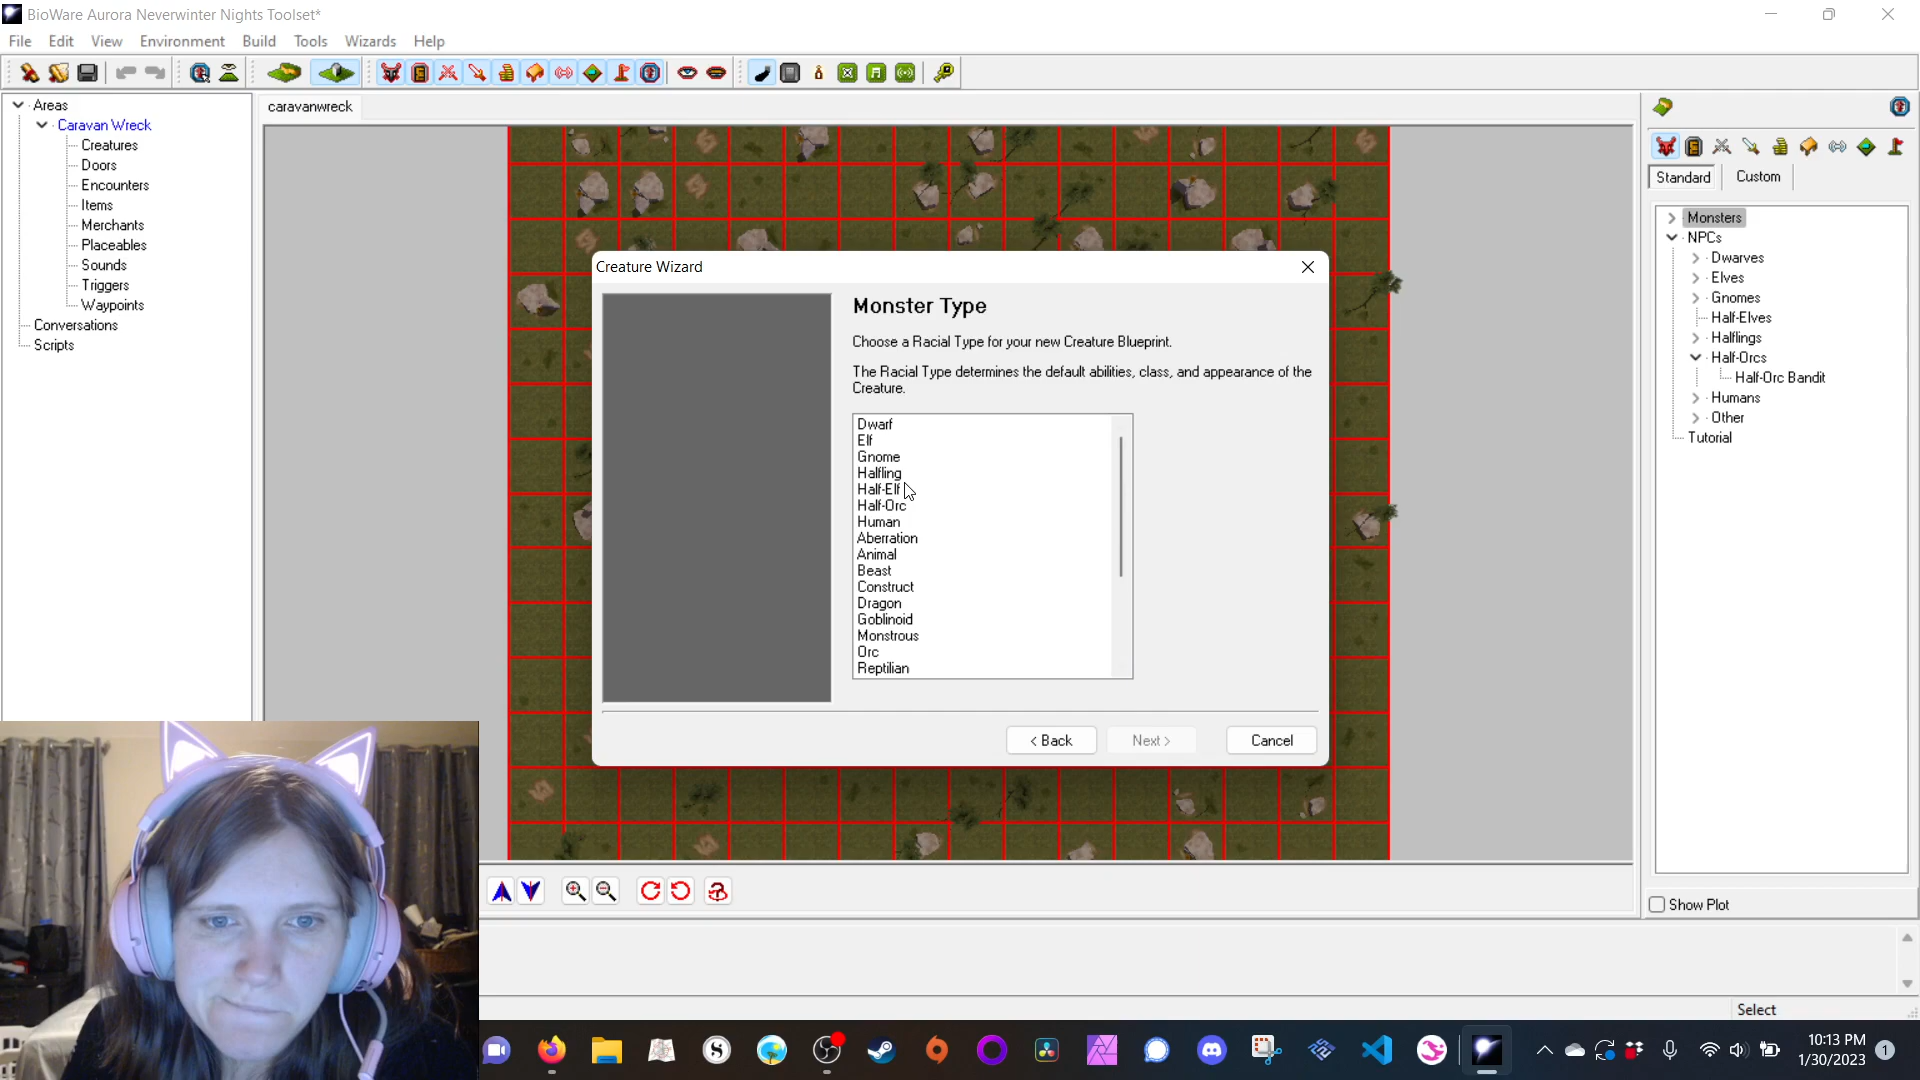 BioWare Aurora Neverwinter Nights Toolset*
File Edit View Environment Build Tools Wizards Help
Areas
Caravan Wreck
Creatures
Doors
Encounters
Items
Merchants
Placeables
Sounds
Triggers
Waypoints
Conversations
Scripts
caravanwreck
Creature Wizard
Monster Type
Choose a Racial Type for your new Creature Blueprint.
The Racial Type determines the default abilities, class, and appearance of the
Creature.
Dwarf
Elf
Gnome
Halfling
Half-Elf
Half-Orc
Human
Aberration
Animal
Beast
Construct
Dragon
Goblinoid
Monstrous
Orc
Reptilian
< Back Next > Cancel
Standard Custom
Monsters
NPCs
Dwarves
Elves
Gnomes
Half-Elves
Halflings
Half-Orcs
Half-Orc Bandit
Humans
Other
Tutorial
Show Plot
Select
10:13 PM
1/30/2023
1